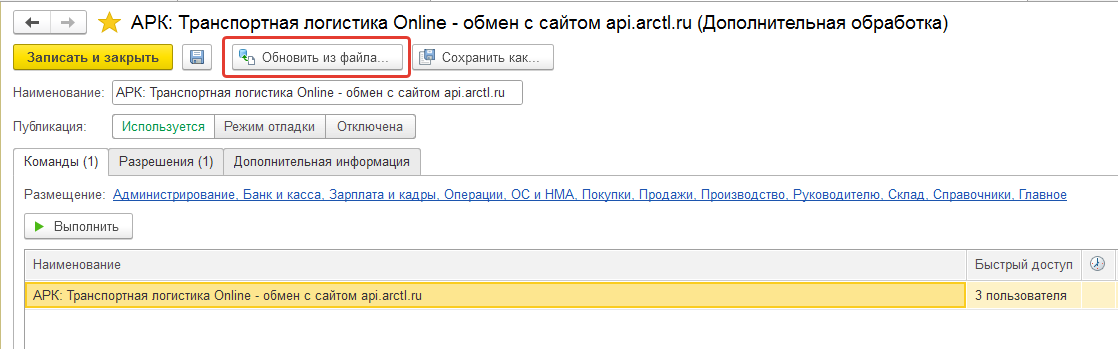 АРК: Транспортная логистика Online - обмен с сайтом api.arctl.ru (Дополнительная обработка)
Записать и закрыть Обновить из файла... Сохранить как...
Наименование: АРК: Транспортная логистика Online - обмен с сайтом api.arctl.ru
Публикация: Используется Режим отладки Отключена
Команды (1) Разрешения (1) Дополнительная информация
Размещение: Администрирование, Банк и касса, Зарплата и кадры, Операции, ОС и НМА, Покупки, Продажи, Производство, Руководителю, Склад, Справочники, Главное
Выполнить
Наименование Быстрый доступ
АРК: Транспортная логистика Online - обмен с сайтом api.arctl.ru 3 пользователя